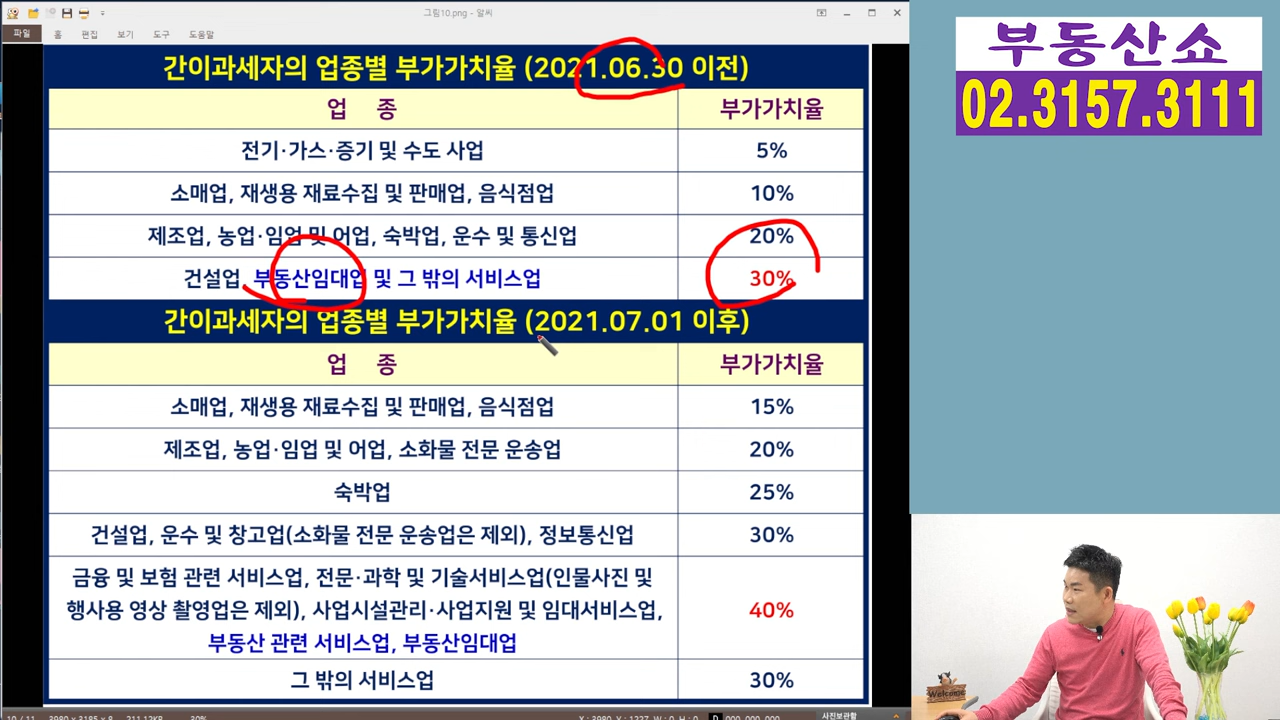 그림10.png - 알씨
파일 홈 편집 보기 도구 도움말
간이과세자의 업종별 부가가치율 (2021.06.30 이전)
업 종 부가가치율
전기·가스·증기 및 수도 사업 5%
소매업, 재생용 재료수집 및 판매업, 음식점업 10%
제조업, 농업·임업 및 어업, 숙박업, 운수 및 통신업 20%
건설업, 부동산임대업 및 그 밖의 서비스업 30%
간이과세자의 업종별 부가가치율 (2021.07.01 이후)
업 종 부가가치율
소매업, 재생용 재료수집 및 판매업, 음식점업 15%
제조업, 농업·임업 및 어업, 소화물 전문 운송업 20%
숙박업 25%
건설업, 운수 및 창고업(소화물 전문 운송업은 제외), 정보통신업 30%
금융 및 보험 관련 서비스업, 전문·과학 및 기술서비스업(인물사진 및
행사용 영상 촬영업은 제외), 사업시설관리·사업지원 및 임대서비스업,
부동산 관련 서비스업, 부동산임대업
40%
그 밖의 서비스업 30%
부동산쇼
02.3157.3111
Welcome